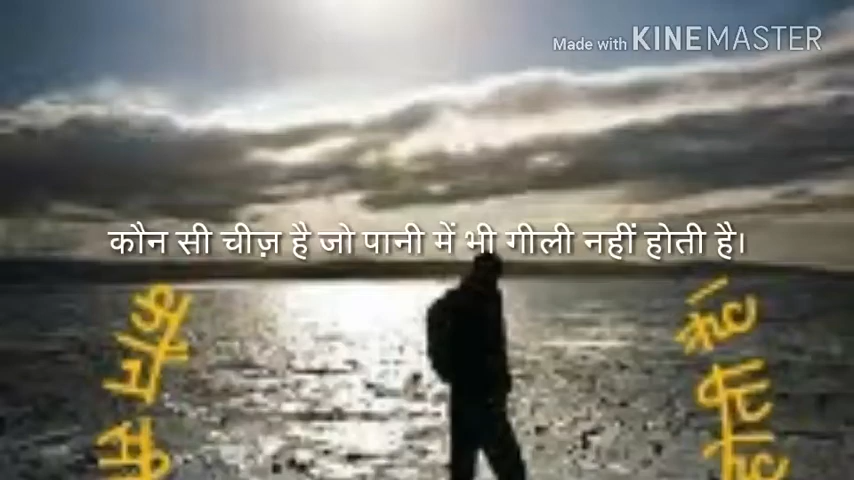 Made with KINEMASTER
कौन सी चीज़ है जो पानी में भी गीली नहीं होती है।
कौन
होती